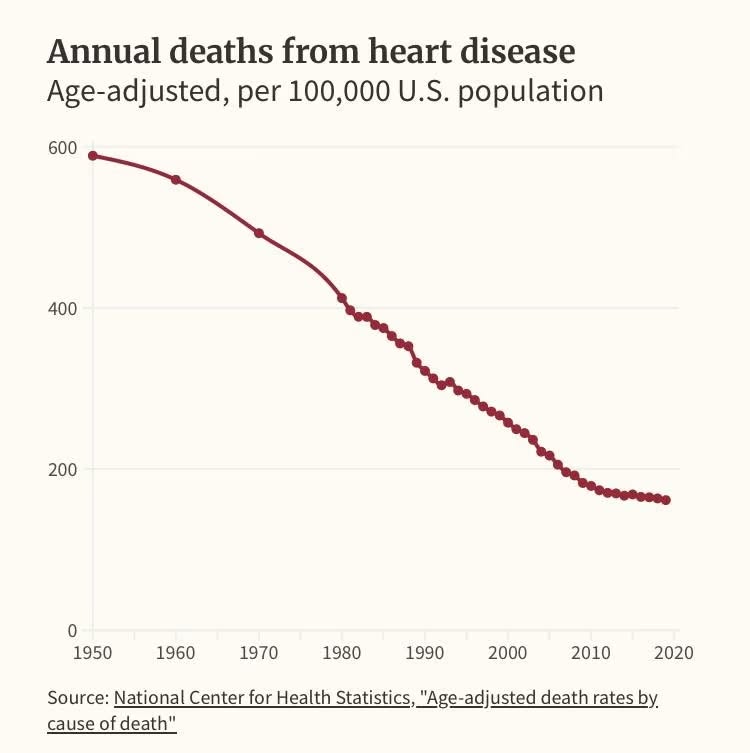 Annual deaths from heart disease
Age-adjusted, per 100,000 U.S. population
600
400
200
0
1950 1960 1970 1980 1990 2000 2010 2020
Source: National Center for Health Statistics, "Age-adjusted death rates by
cause of death"